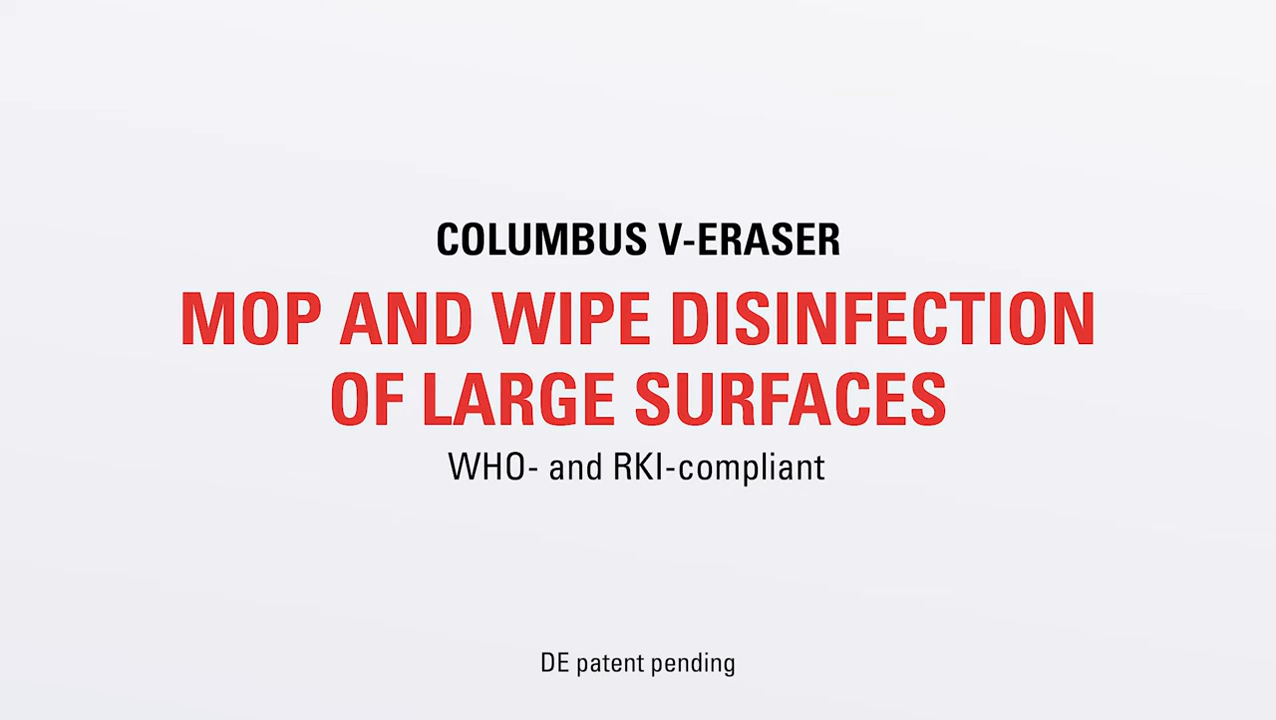 COLUMBUS V-ERASER
MOP AND WIPE DISINFECTION
OF LARGE SURFACES
WHO- and RKI-compliant
DE patent pending